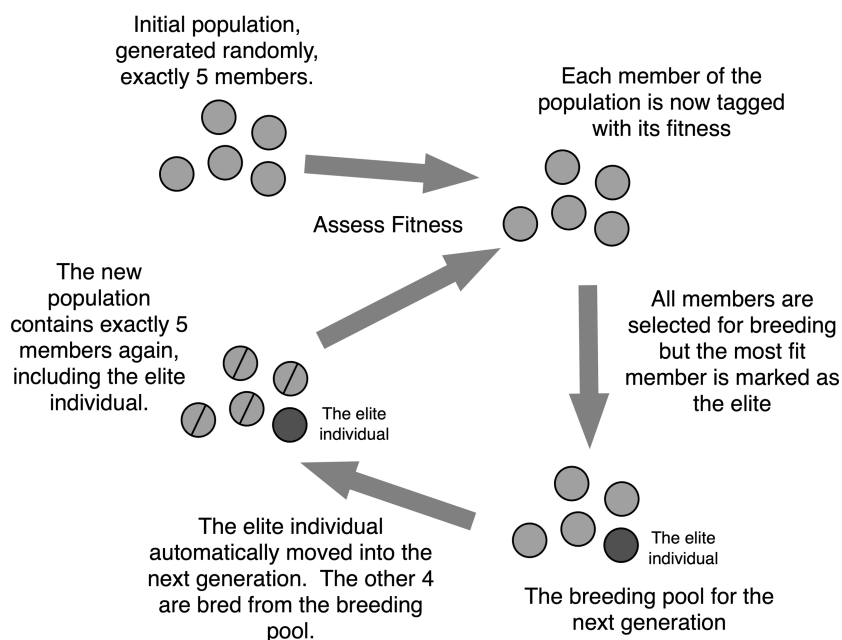 Initial population,
generated randomly,
exactly 5 members.
Each member of the
population is now tagged
with its fitness
Assess Fitness
All members are
selected for breeding
but the most fit
member is marked as
the elite
The elite
individual
The breeding pool for the
next generation
The elite individual
automatically moved into the
next generation.  The other 4
are bred from the breeding
pool.
The new
population
contains exactly 5
members again,
including the elite
individual.
The elite
individual